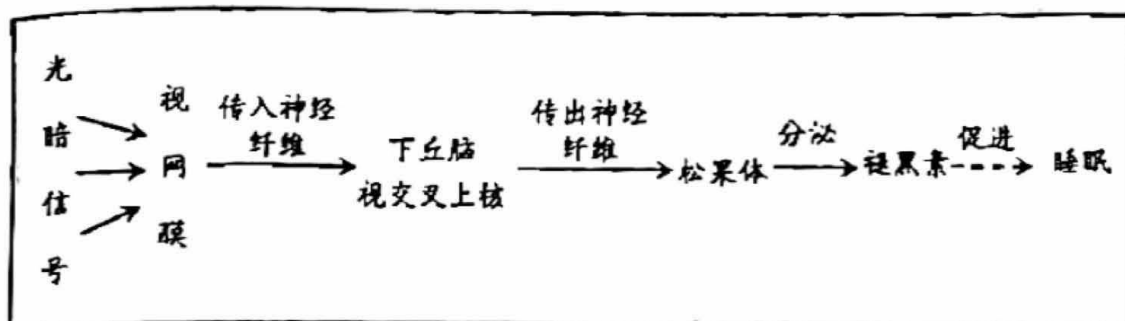 光暗信号
视网膜
传入神经
纤维
下丘脑
视交叉上核
传出神经
纤维
松果体
分泌
褪黑素
促进
睡眠